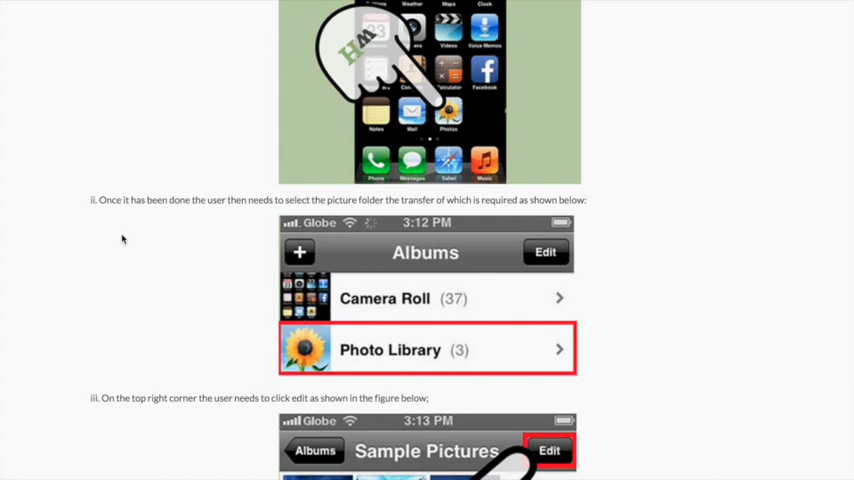 Weather Maps Clock
23
Videos Voice Memos
Calculator Facebook
Notes Mail Photos
Phone Messages Safari Music
ii. Once it has been done the user then needs to select the picture folder the transfer of which is required as shown below:
Globe 3:12 PM
+ Albums Edit
Camera Roll (37)
Photo Library (3)
iii. On the top right corner the user needs to click edit as shown in the figure below;
Globe 3:13 PM
Albums Sample Pictures Edit